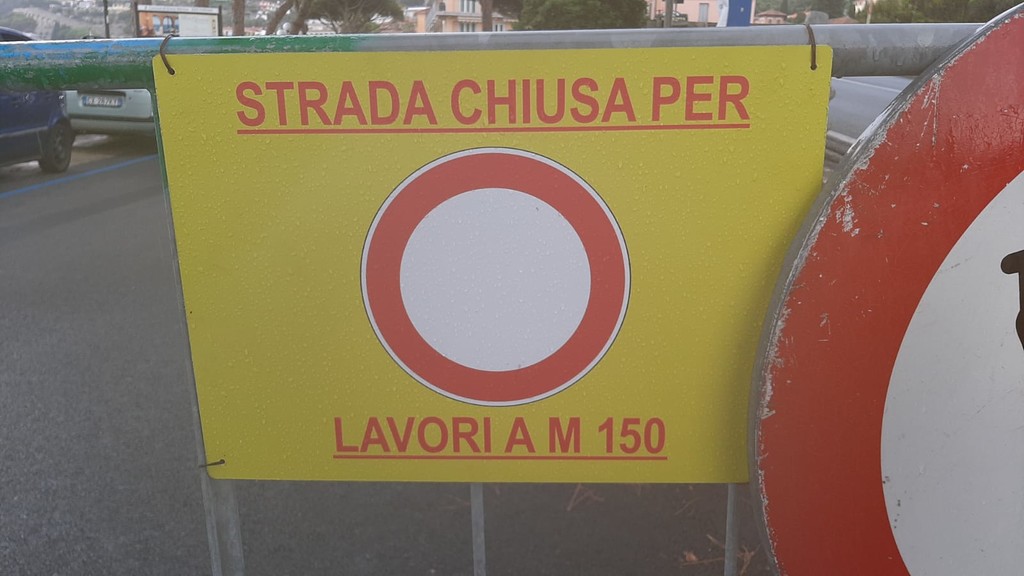 STRADA CHIUSA PER
LAVORI A M 150